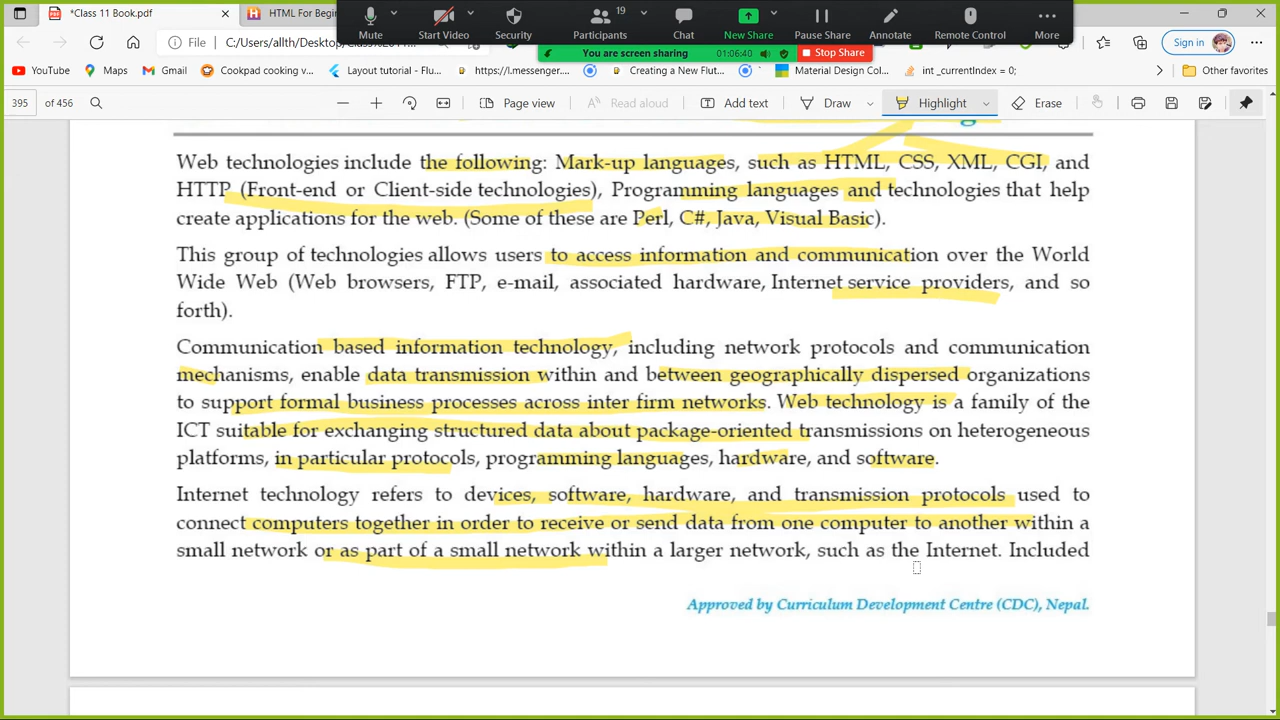 *Class 11 Book.pdf
HTML For Begin
Mute
Start Video
Security
19
Participants
Chat
New Share
Pause Share
Annotate
Remote Control
More
You are screen sharing
01:06:40
Stop Share
File
C:/Users/allth/Desktop/Class%20
Sign in
YouTube
Maps
Gmail
Cookpad cooking v...
Layout tutorial - Flu...
https://l.messenger...
Creating a New Flut...
Material Design Col...
int _currentIndex = 0;
Other favorites
395 of 456
Page view
Read aloud
Add text
Draw
Highlight
Erase
Web technologies include the following: Mark-up languages, such as HTML, CSS, XML, CGI, and
HTTP (Front-end or Client-side technologies), Programming languages and technologies that help
create applications for the web. (Some of these are Perl, C#, Java, Visual Basic).
This group of technologies allows users to access information and communication over the World
Wide Web (Web browsers, FTP, e-mail, associated hardware, Internet service providers, and so
forth).
Communication based information technology, including network protocols and communication
mechanisms, enable data transmission within and between geographically dispersed organizations
to support formal business processes across inter firm networks. Web technology is a family of the
ICT suitable for exchanging structured data about package-oriented transmissions on heterogeneous
platforms, in particular protocols, programming languages, hardware, and software.
Internet technology refers to devices, software, hardware, and transmission protocols used to
connect computers together in order to receive or send data from one computer to another within a
small network or as part of a small network within a larger network, such as the Internet. Included
Approved by Curriculum Development Centre (CDC), Nepal.